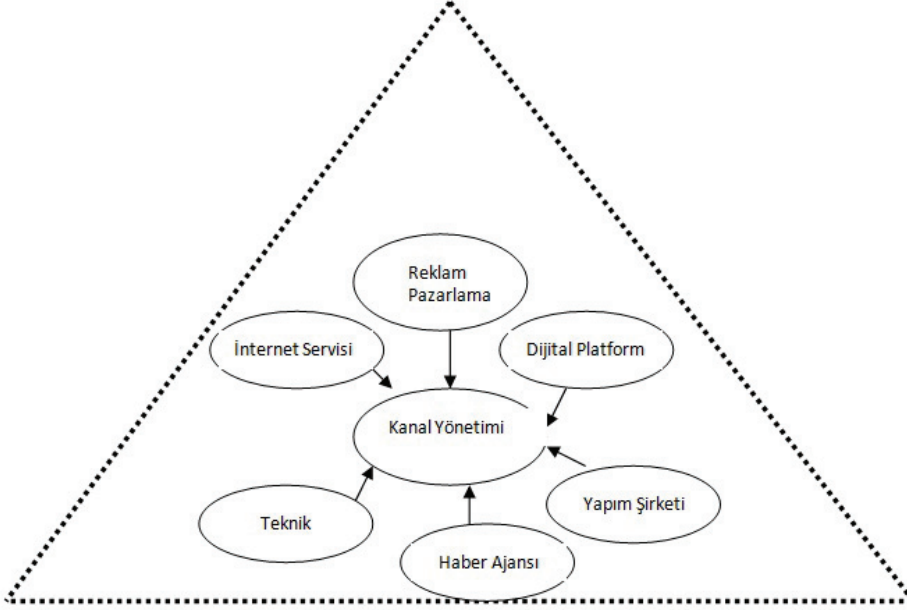 Reklam
Pazarlama
İnternet Servisi
Dijital Platform
Kanal Yönetimi
Yapım Şirketi
Teknik
Haber Ajansı